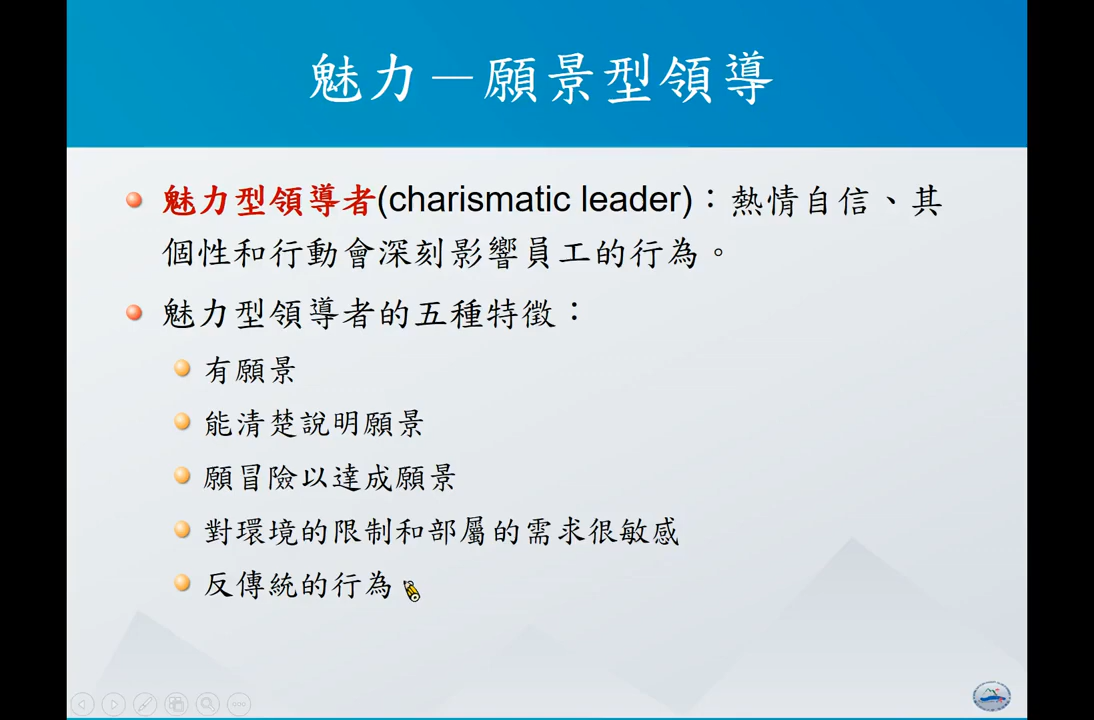 魅力－願景型領導
魅力型領導者(charismatic leader)：熱情自信、其
個性和行動會深刻影響員工的行為。
魅力型領導者的五種特徵：
有願景
能清楚說明願景
願冒險以達成願景
對環境的限制和部屬的需求很敏感
反傳統的行為